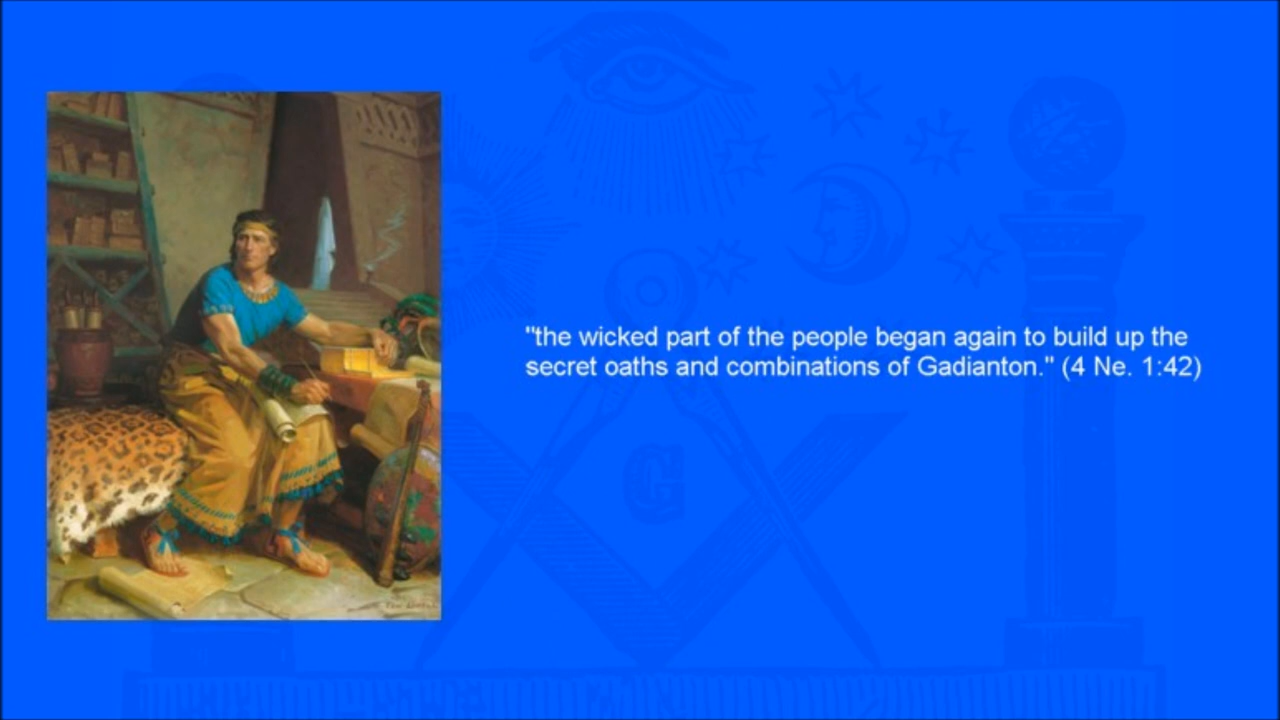 "the wicked part of the people began again to build up the
secret oaths and combinations of Gadianton." (4 Ne. 1:42)
G